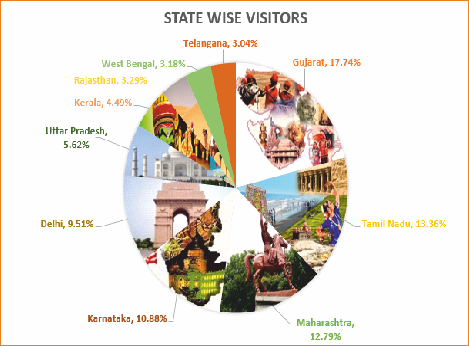 STATE WISE VISITORS
Telangana, 3.04%
West Bengal, 3.18%
Gujarat, 17.74%
Rajasthan, 3.29%
Kerala, 4.49%
Uttar Pradesh,
5.62%
Delhi, 9.51%
Tamil Nadu, 13.36%
Karnataka, 10.88%
Maharashtra,
12.79%